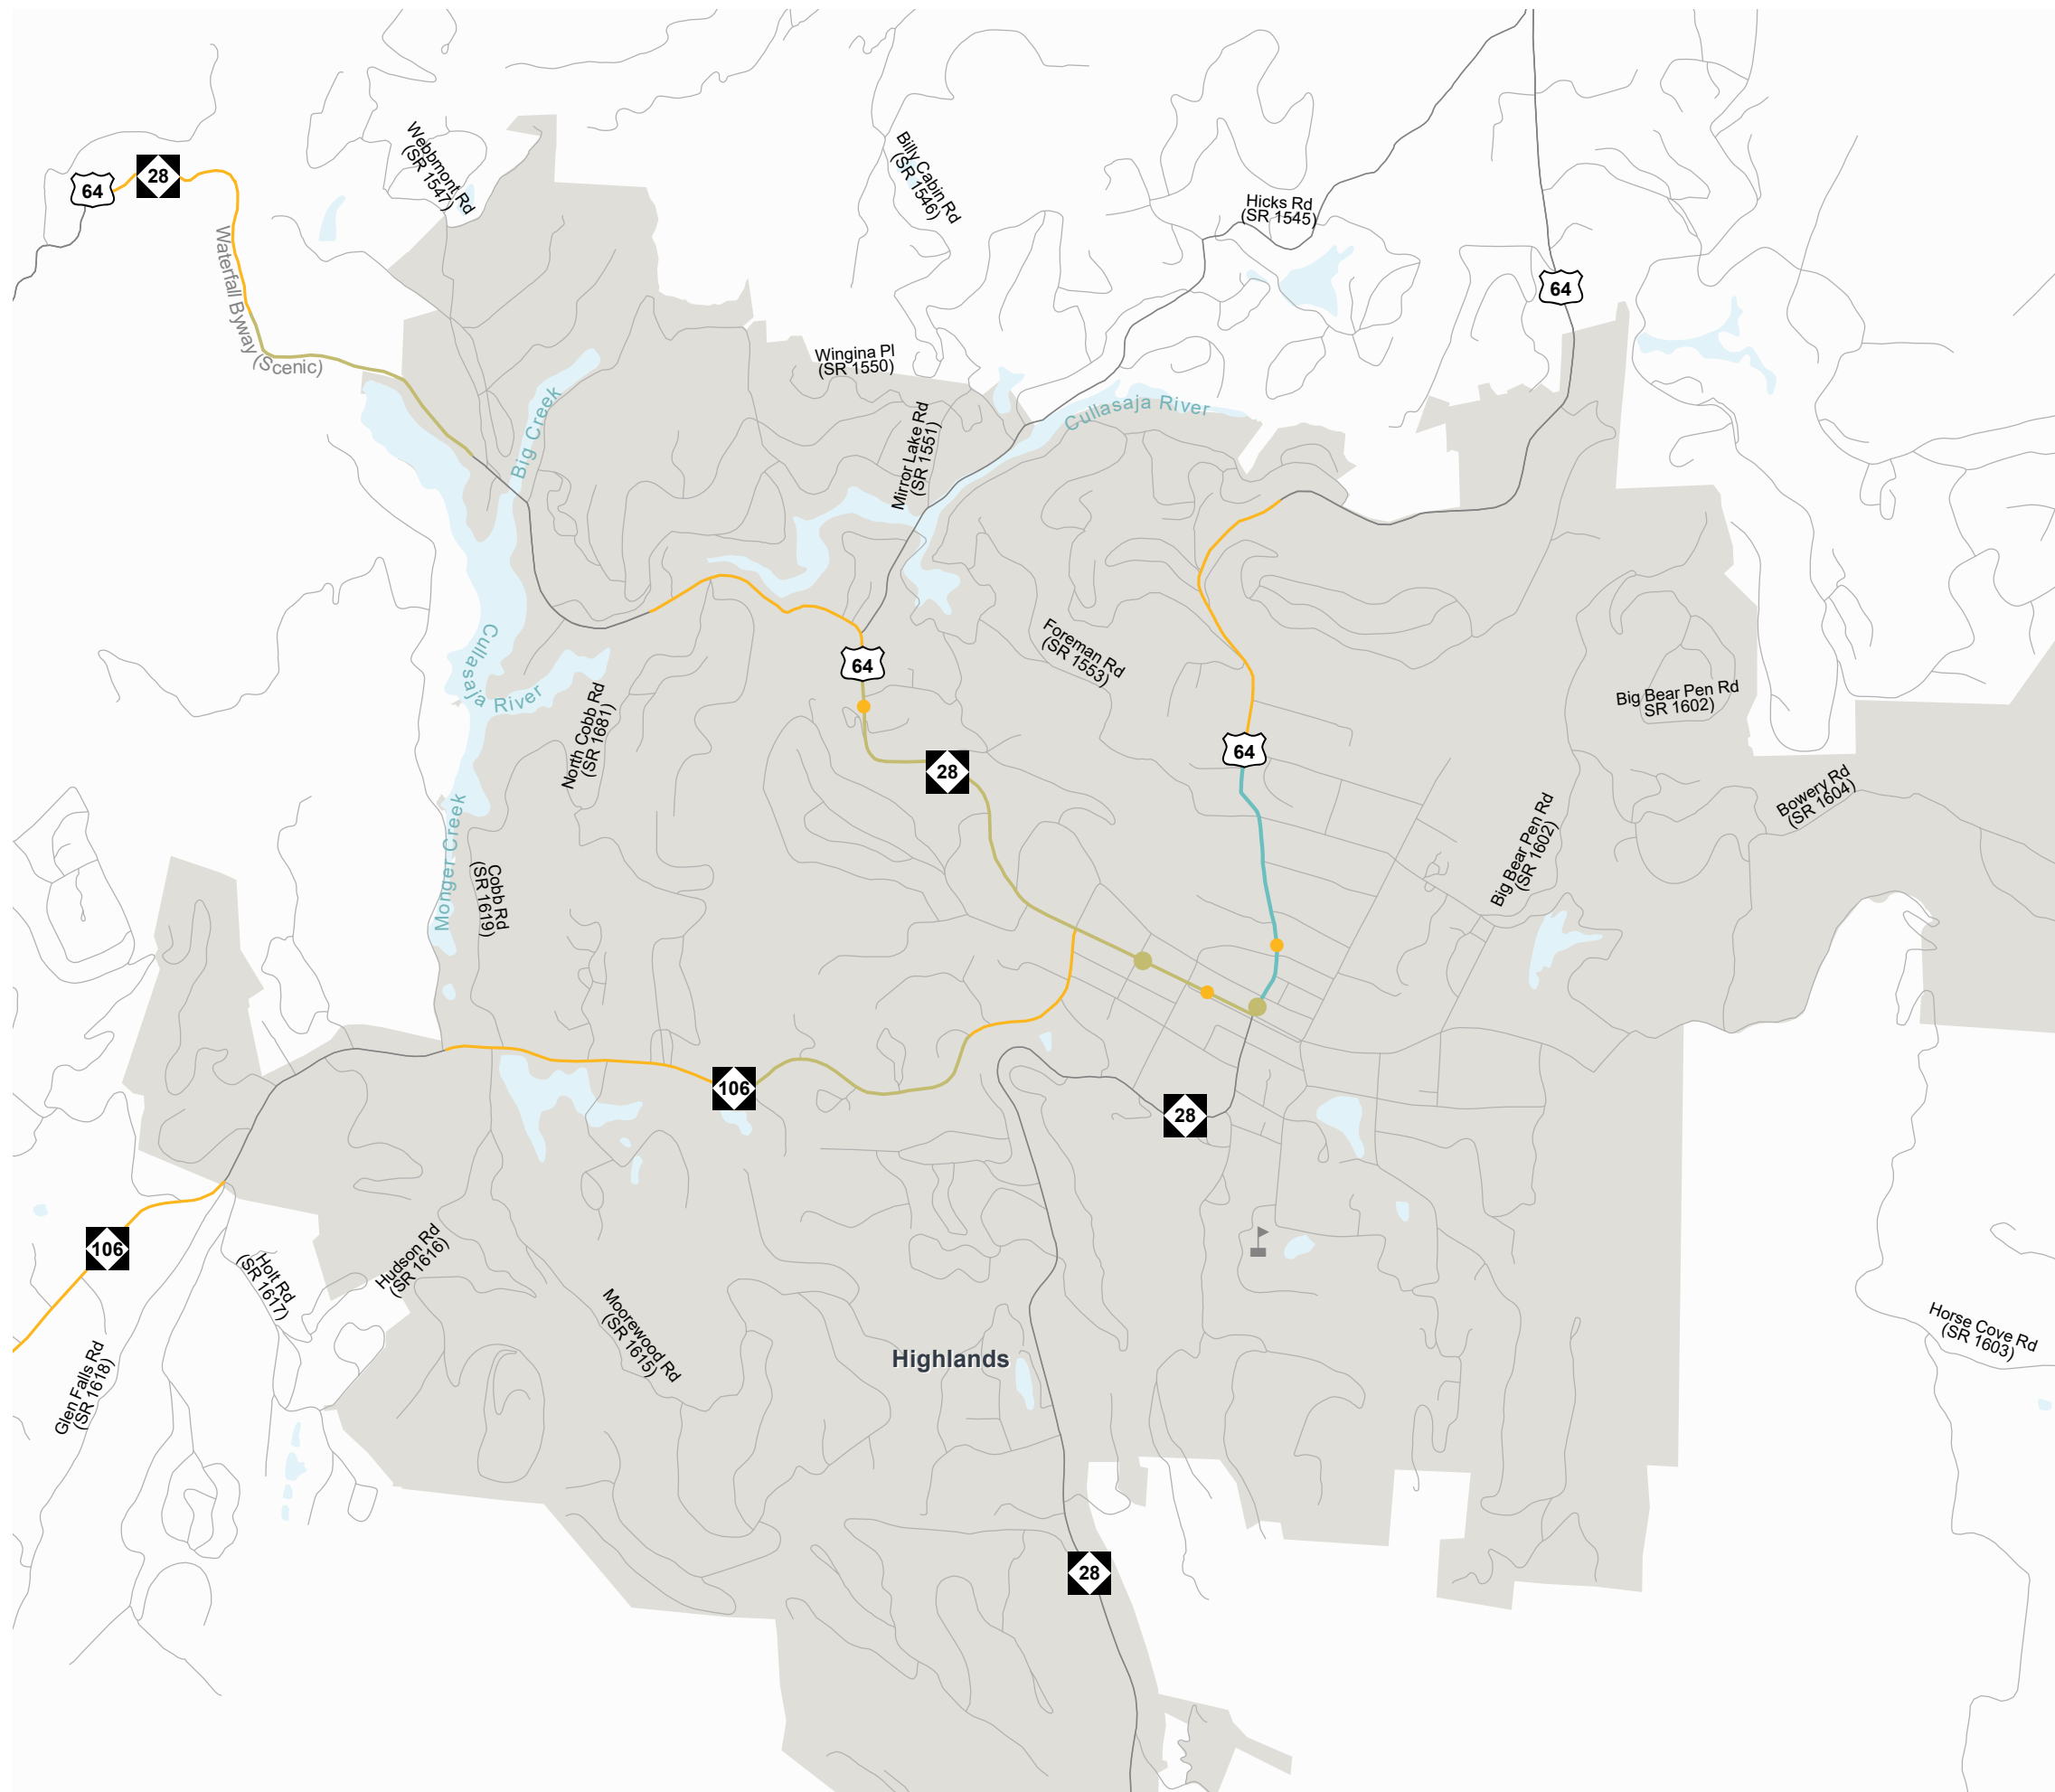 Webbmont Rd
(SR 1547)
Billy Cabin Rd
(SR 1546)
28
64
Hicks Rd
(SR 1545)
Waterfall Byway (Scenic)
64
Wingina Pl
(SR 1550)
Big Creek
Cullasaja River
Mirror Lake Rd
(SR 1551)
Cullasaja River
Foreman Rd
(SR 1553)
64
North Cobb Rd
(SR 1681)
Big Bear Pen Rd
SR 1602)
64
28
Bowery Rd
(SR 1604)
Big Bear Pen Rd
(SR 1602)
Monger Creek
Cobb Rd
(SR 1619)
106
28
106
Holt Rd
(SR 1617)
Hudson Rd
(SR 1616)
Moorewood Rd
(SR 1615)
Glen Falls Rd
(SR 1618)
Highlands
Horse Cove Rd
(SR 1603)
28